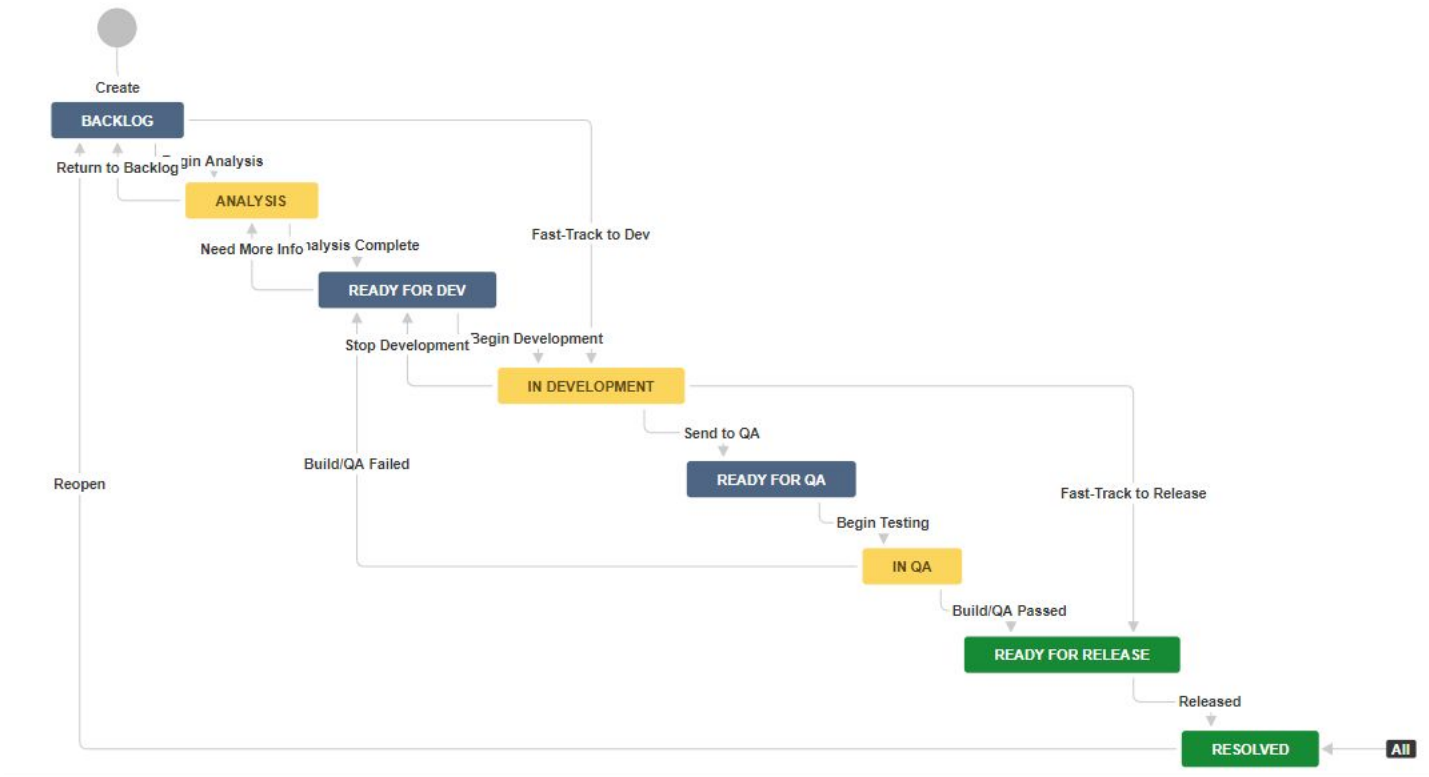 Create
BACKLOG
Return to Backlog
gin Analysis
ANALYSIS
Fast-Track to Dev
Need More Info
alysis Complete
READY FOR DEV
Stop Development
Begin Development
IN DEVELOPMENT
Send to QA
Build/QA Failed
READY FOR QA
Reopen
Fast-Track to Release
Begin Testing
IN QA
Build/QA Passed
READY FOR RELEASE
Released
RESOLVED
All